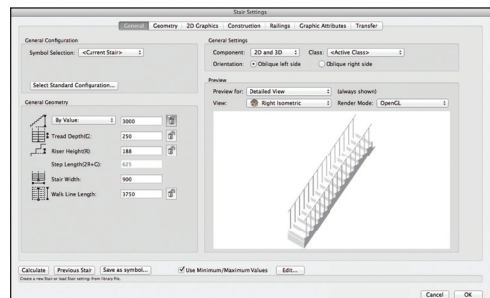 Stair Settings
General Geometry 2D Graphics Construction Railings Graphic Attributes Transfer
General Configuration
Symbol Selection: <Current Stair>
Select Standard Configuration...
General Settings
Component: 2D and 3D Class: <Active Class>
Orientation: Oblique left side Oblique right side
Preview
Preview for: Detailed View (always shown)
View: Right Isometric Render Mode: OpenGL
General Geometry
By Value: 3000
Tread Depth(G): 250
Riser Height(R): 188
Step Length(2R+G): 625
Stair Width: 900
Walk Line Length: 3750
Calculate Previous Stair Save as symbol... Use Minimum/Maximum Values Edit...
Create a new Stair or load Stair setting from library file.
Cancel OK